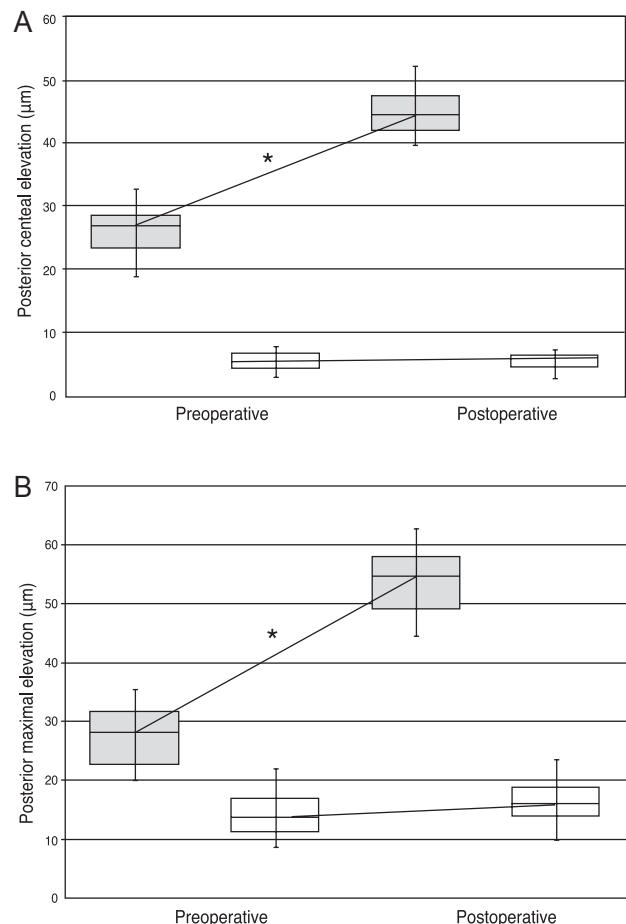 A
Posterior centeal elevation (μm)
60
50
40
30
20
10
0
*
Preoperative
Postoperative
B
Posterior maximal elevation (μm)
70
60
50
40
30
20
10
0
*
Preoperative
Postoperative